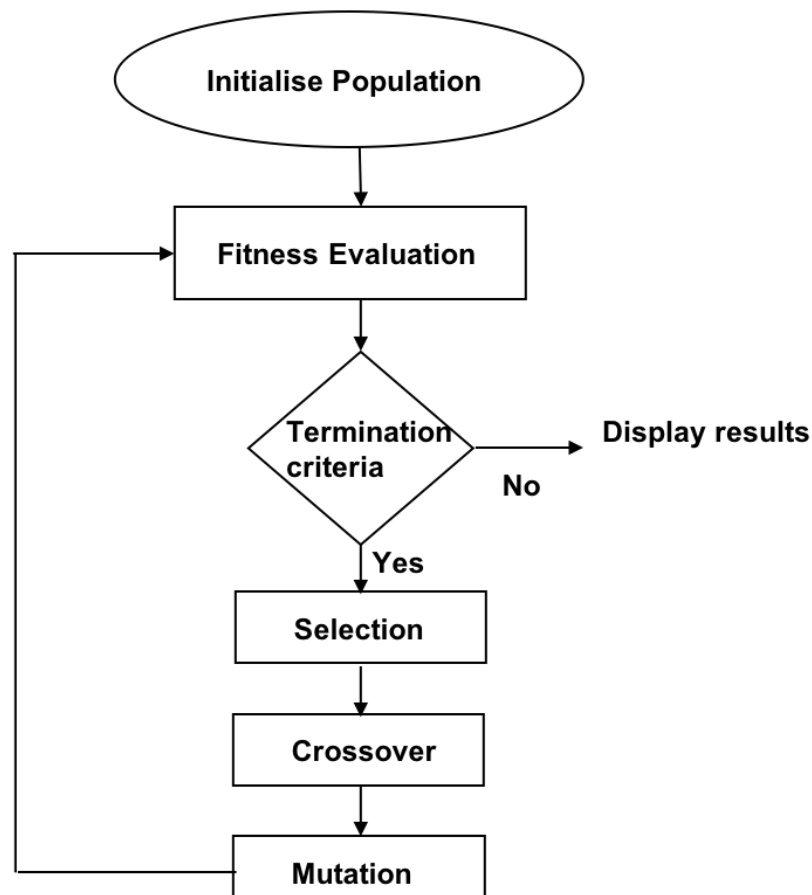 Initialise Population
Fitness Evaluation
Termination
criteria
Display results
No
Yes
Selection
Crossover
Mutation